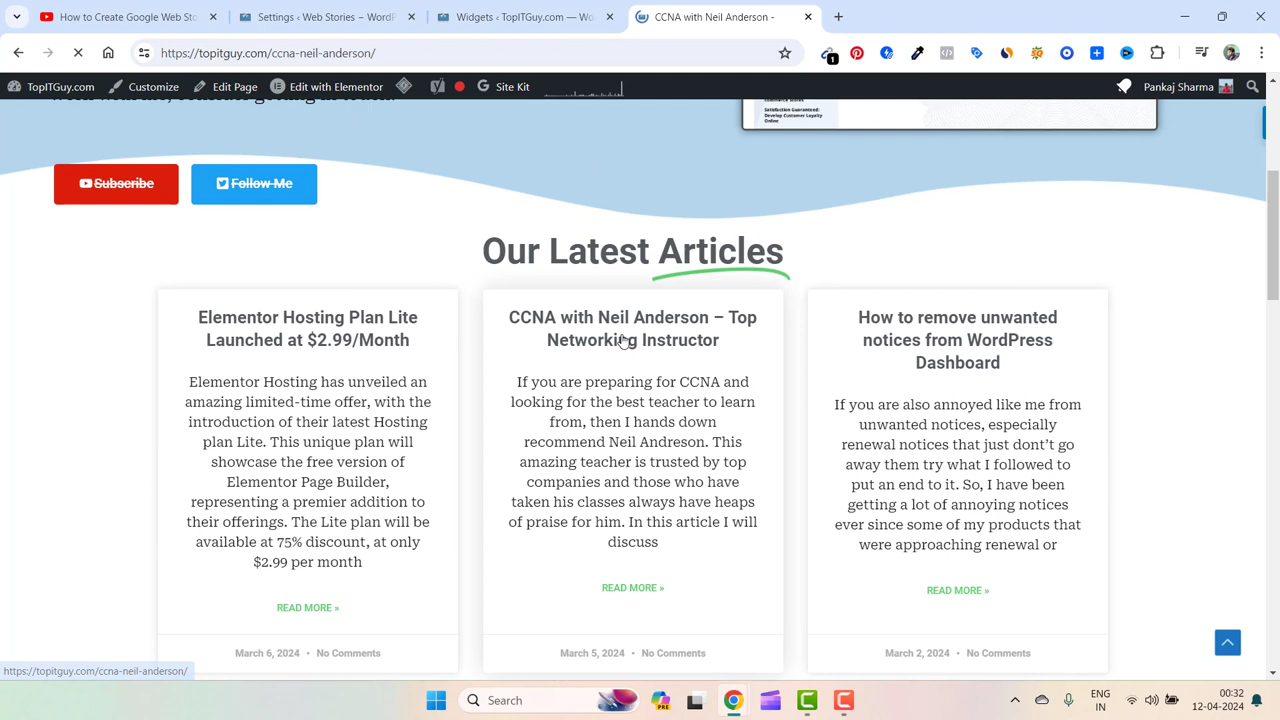 How to Create Google Web Sto
Settings ‹ TopITGuy — WordP
Widgets ‹ TopITGuy.com — Wo
CCNA with Neil Anderson -
https://topitguy.com/ccna-neil-anderson/
1
TopITGuy.com
Customize
Edit Page
Edit with Elementor
Site Kit
Pankaj Sharma
Satisfaction Guaranteed:
Develop Customer Loyalty
Online
Subscribe
Follow Me
Our Latest Articles
Elementor Hosting Plan Lite
Launched at $2.99/Month
Elementor Hosting has unveiled an
amazing limited-time offer, with the
introduction of their latest Hosting
plan Lite. This unique plan will
showcase the free version of
Elementor Page Builder,
representing a premier addition to
their offerings. The Lite plan will be
available at 75% discount, at only
$2.99 per month
READ MORE »
March 6, 2024 • No Comments
CCNA with Neil Anderson – Top
Networking Instructor
If you are preparing for CCNA and
looking for the best teacher to learn
from, then I hands down
recommend Neil Andreson. This
amazing teacher is trusted by top
companies and those who have
taken his classes always have heaps
of praise for him. In this article I will
discuss
READ MORE »
March 5, 2024 • No Comments
How to remove unwanted
notices from WordPress
Dashboard
If you are also annoyed like me from
unwanted notices, especially
renewal notices that just dont't go
away them try what I followed to
put an end to it. So, I have been
getting a lot of annoying notices
ever since some of my products that
were approaching renewal or
READ MORE »
March 2, 2024 • No Comments
https://topitguy.com/ccna-neil-anderson/
Search
ENG
IN
00:32
12-04-2024